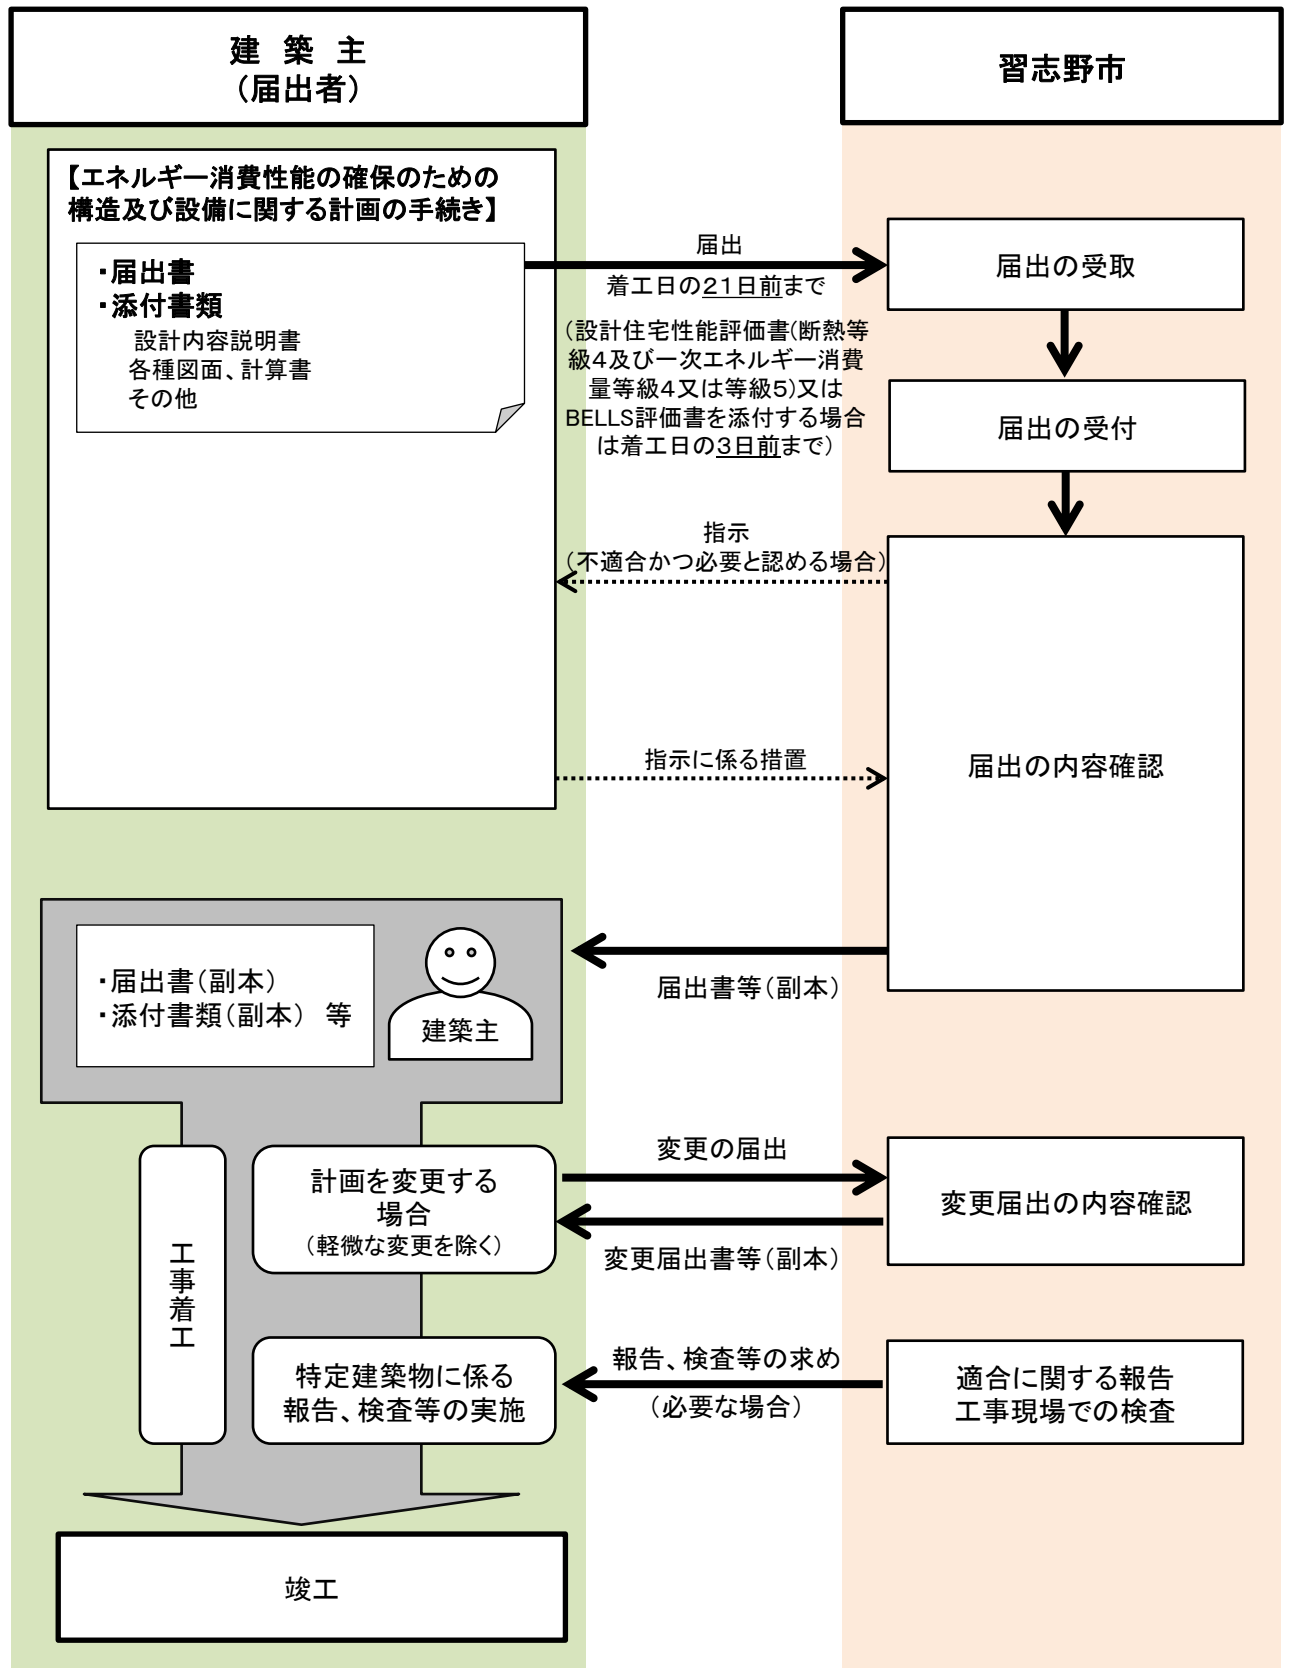 建 築 主
（届出者）
習志野市
【エネルギー消費性能の確保のための
構造及び設備に関する計画の手続き】
・届出書
・添付書類
設計内容説明書
各種図面、計算書
その他
届出
着工日の２１日前まで
（設計住宅性能評価書（断熱等
級４及び一次エネルギー消費
量等級４又は等級５）又は
BELLS評価書を添付する場合
は着工日の３日前まで）
届出の受取
届出の受付
指示
（不適合かつ必要と認める場合）
指示に係る措置
届出の内容確認
届出書等（副本）
・届出書（副本）
・添付書類（副本） 等
建築主
工事着工
計画を変更する
場合
（軽微な変更を除く）
変更の届出
変更届出書等（副本）
変更届出の内容確認
特定建築物に係る
報告、検査等の実施
報告、検査等の求め
（必要な場合）
適合に関する報告
工事現場での検査
竣工